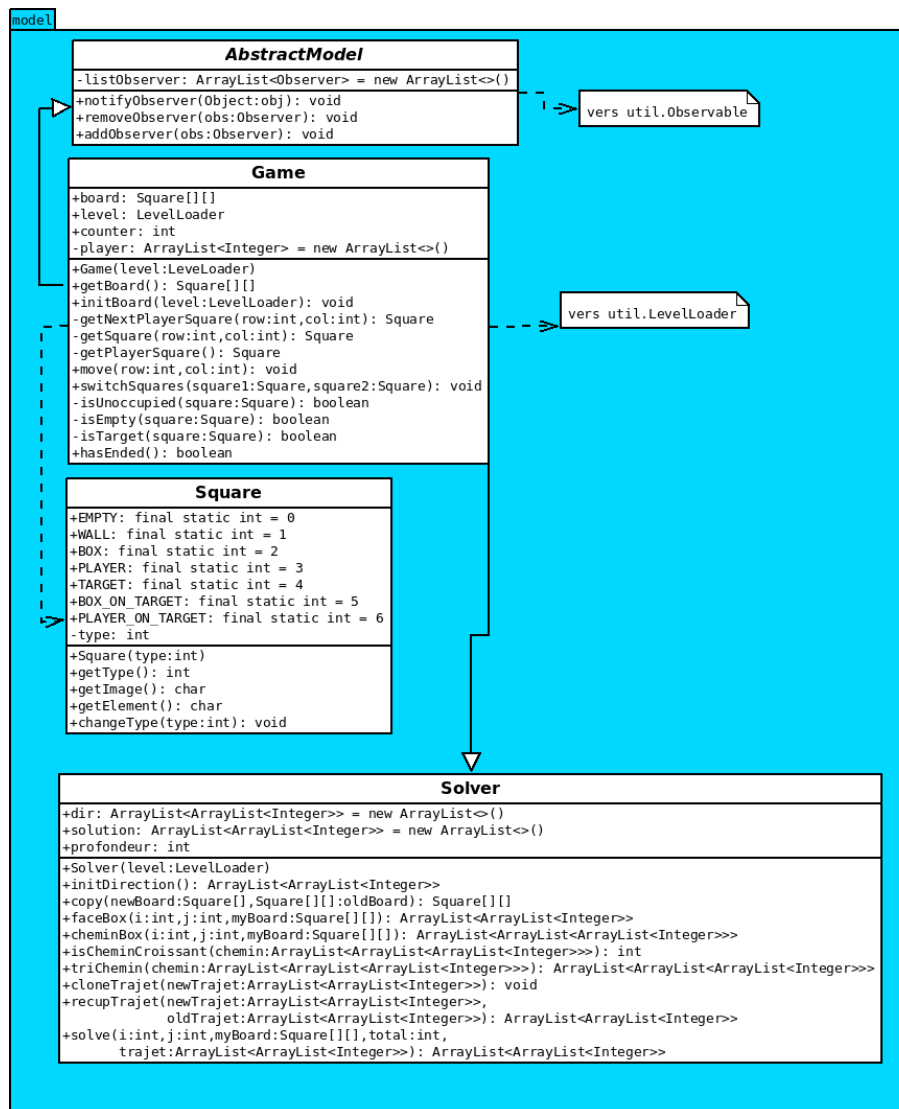 model
AbstractModel
-listObserver: ArrayList<Observer> = new ArrayList<>()
+notifyObserver(Object:obj): void
+removeObserver(obs:Observer): void
+addObserver(obs:Observer): void
vers util.Observable
Game
+board: Square[][]
+level: LevelLoader
+counter: int
-player: ArrayList<Integer> = new ArrayList<>()
+Game(level:LeveLoader)
+getBoard(): Square[][]
+initBoard(level:LevelLoader): void
-getNextPlayerSquare(row:int,col:int): Square
-getSquare(row:int,col:int): Square
-getPlayerSquare(): Square
+move(row:int,col:int): void
+switchSquares(square1:Square,square2:Square): void
-isUnoccupied(square:Square): boolean
-isEmpty(square:Square): boolean
-isTarget(square:Square): boolean
+hasEnded(): boolean
vers util.LevelLoader
Square
+EMPTY: final static int = 0
+WALL: final static int = 1
+BOX: final static int = 2
+PLAYER: final static int = 3
+TARGET: final static int = 4
+BOX_ON_TARGET: final static int = 5
+PLAYER_ON_TARGET: final static int = 6
-type: int
+Square(type:int)
+getType(): int
+getImage(): char
+getElement(): char
+changeType(type:int): void
Solver
+dir: ArrayList<ArrayList<Integer>> = new ArrayList<>()
+solution: ArrayList<ArrayList<Integer>> = new ArrayList<>()
+profondeur: int
+Solver(level:LevelLoader)
+initDirection(): ArrayList<ArrayList<Integer>>
+copy(newBoard:Square[],Square[][]:oldBoard): Square[][]
+faceBox(i:int,j:int,myBoard:Square[][]): ArrayList<ArrayList<Integer>>
+cheminBox(i:int,j:int,myBoard:Square[][]): ArrayList<ArrayList<ArrayList<Integer>>>
+isCheminCroissant(chemin:ArrayList<ArrayList<ArrayList<Integer>>>): int
+triChemin(chemin:ArrayList<ArrayList<ArrayList<Integer>>>): ArrayList<ArrayList<ArrayList<Integer>>>
+cloneTrajet(newTrajet:ArrayList<ArrayList<Integer>>): void
+recupTrajet(newTrajet:ArrayList<ArrayList<Integer>>,
oldTrajet:ArrayList<ArrayList<Integer>>): ArrayList<ArrayList<Integer>>
+solve(i:int,j:int,myBoard:Square[][],total:int,
trajet:ArrayList<ArrayList<Integer>>): ArrayList<ArrayList<Integer>>